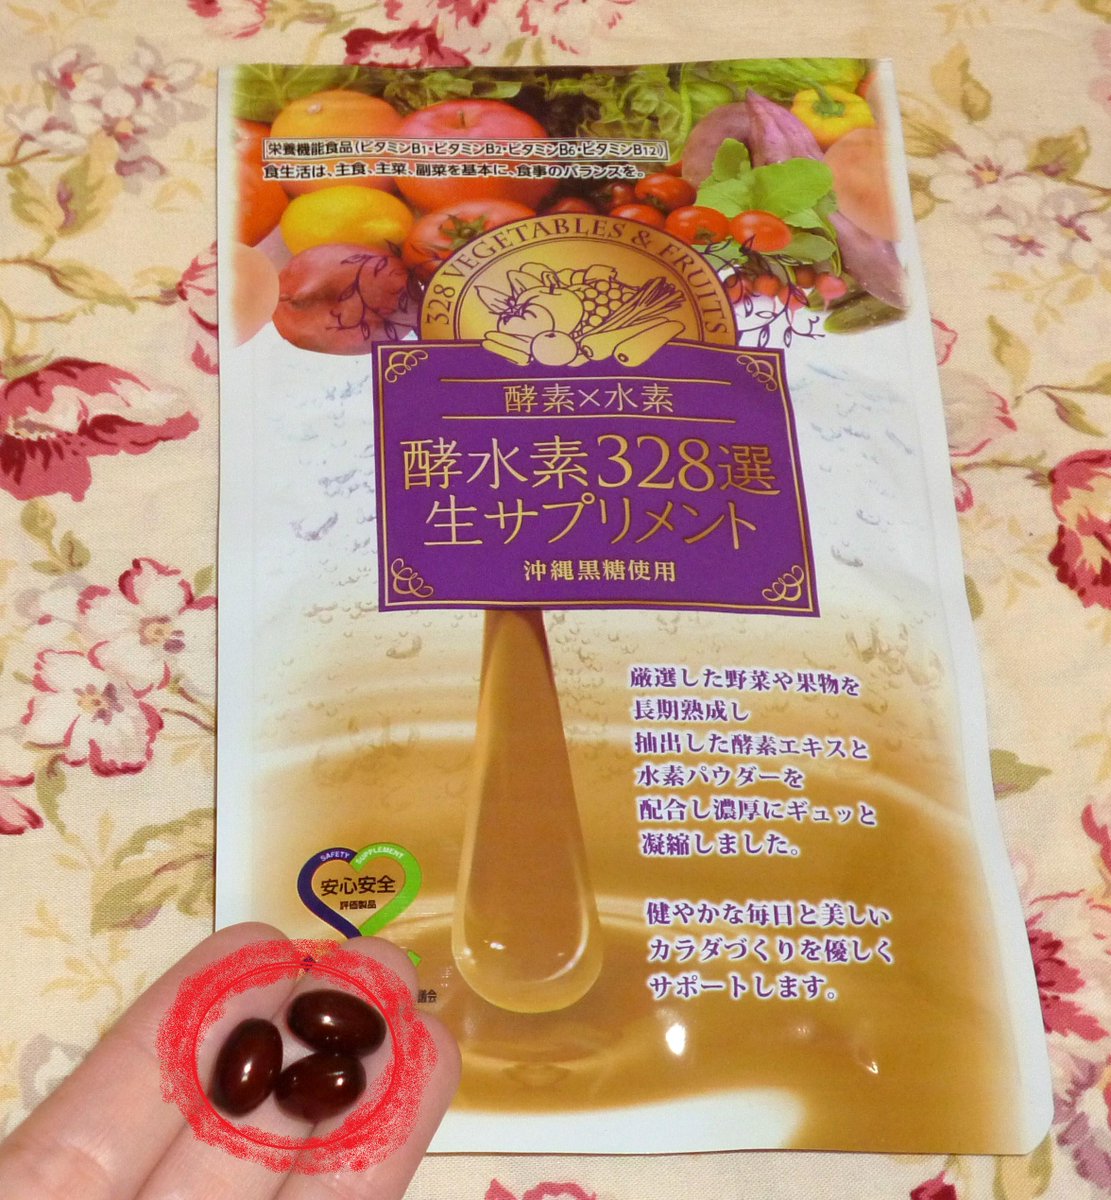 栄養機能食品(ビタミンB1・ビタミンB2・ビタミンB6・ビタミンB12)
食生活は、主食、主菜、副菜を基本に、食事のバランスを。
328 VEGETABLES & FRUITS
酵素×水素
酵水素328選
生サプリメント
沖縄黒糖使用
厳選した野菜や果物を
長期熟成し
抽出した酵素エキスと
水素パウダーを
配合し濃厚にギュッと
凝縮しました。
健やかな毎日と美しい
カラダづくりを優しく
サポートします。
SAFETY SUPPLEMENT
安心安全
評価製品
議会